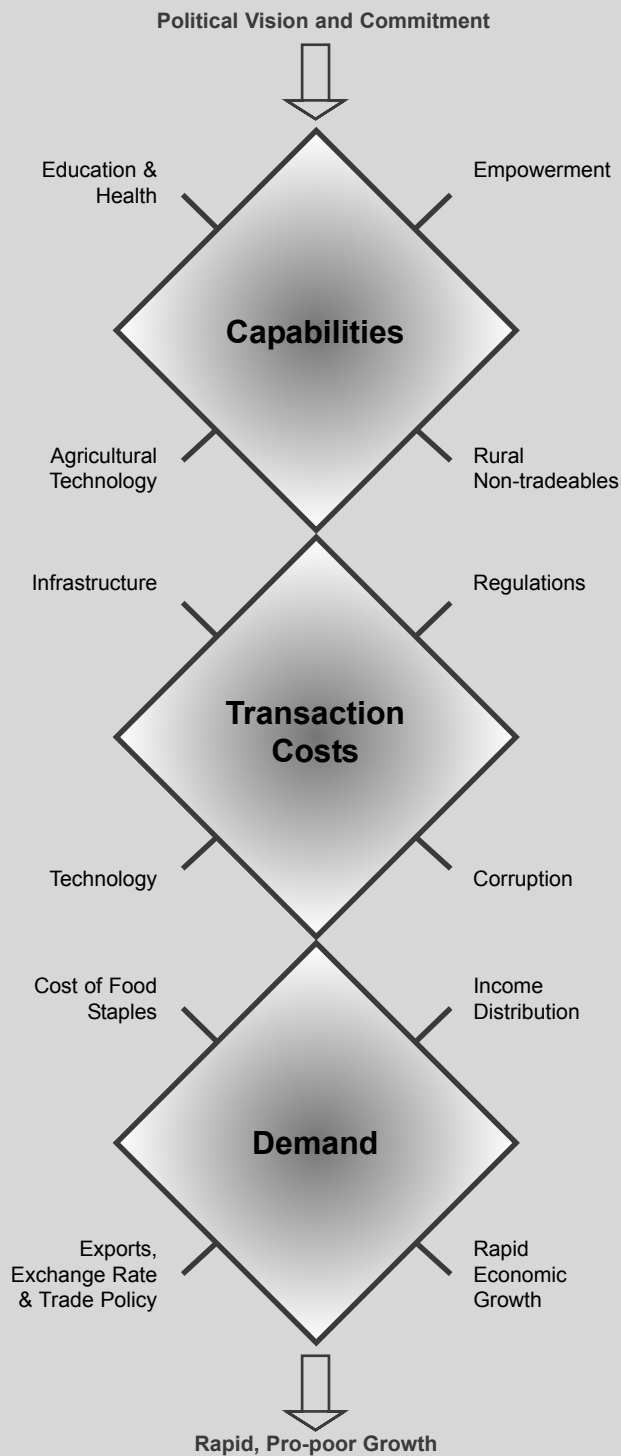 Political Vision and Commitment
Education &
Health
Empowerment
Capabilities
Agricultural
Technology
Rural
Non-tradeables
Infrastructure
Regulations
Transaction
Costs
Technology
Corruption
Cost of Food
Staples
Income
Distribution
Demand
Exports,
Exchange Rate
& Trade Policy
Rapid
Economic
Growth
Rapid, Pro-poor Growth